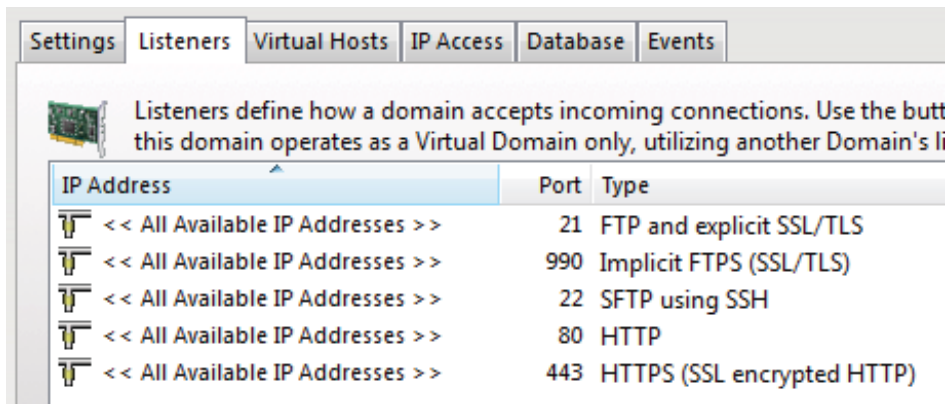 Settings Listeners Virtual Hosts IP Access Database Events
Listeners define how a domain accepts incoming connections. Use the
this domain operates as a Virtual Domain only, utilizing another Domain's
IP Address Port Type
<< All Available IP Addresses >> 21 FTP and explicit SSL/TLS
<< All Available IP Addresses >> 990 Implicit FTPS (SSL/TLS)
<< All Available IP Addresses >> 22 SFTP using SSH
<< All Available IP Addresses >> 80 HTTP
<< All Available IP Addresses >> 443 HTTPS (SSL encrypted HTTP)